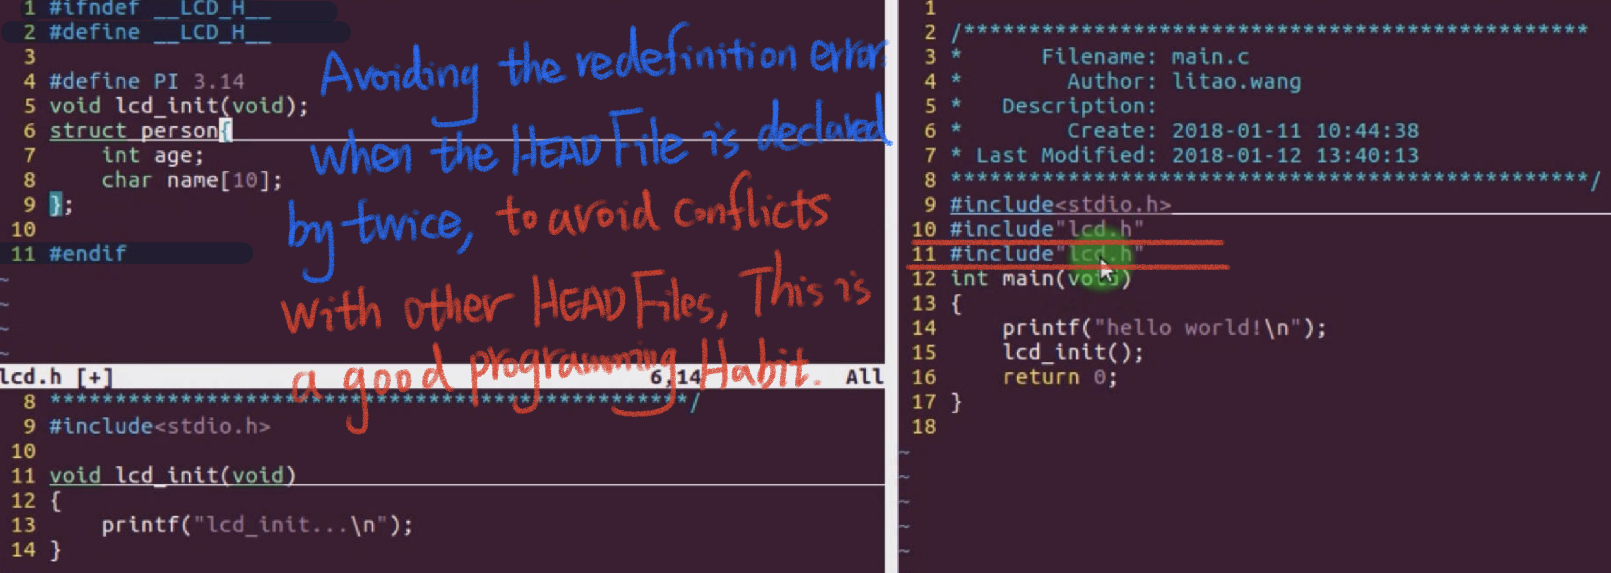 1 #ifndef __LCD_H__
2 #define __LCD_H__
3
4 #define PI 3.14
5 void lcd_init(void);
6 struct person{
7     int age;
8     char name[10];
9 };
10
11 #endif
~
~
~
~
lcd.h [+] 6,14 All
8 *************************************************/
9 #include<stdio.h>
10
11 void lcd_init(void)
12 {
13     printf("lcd_init...\n");
14 }
Avoiding the redefinition error
when the HEAD File is declared
by twice, to avoid conflicts
with other HEAD Files, This is
a good programming Habit.
1
2 /************************************************
3 *      Filename: main.c
4 *        Author: litao.wang
5 *   Description:
6 *        Create: 2018-01-11 10:44:38
7 * Last Modified: 2018-01-12 13:40:13
8 *************************************************/
9 #include<stdio.h>
10 #include"lcd.h"
11 #include"lcd.h"
12 int main(void)
13 {
14     printf("hello world!\n");
15     lcd_init();
16     return 0;
17 }
18
~
~
~
~
~